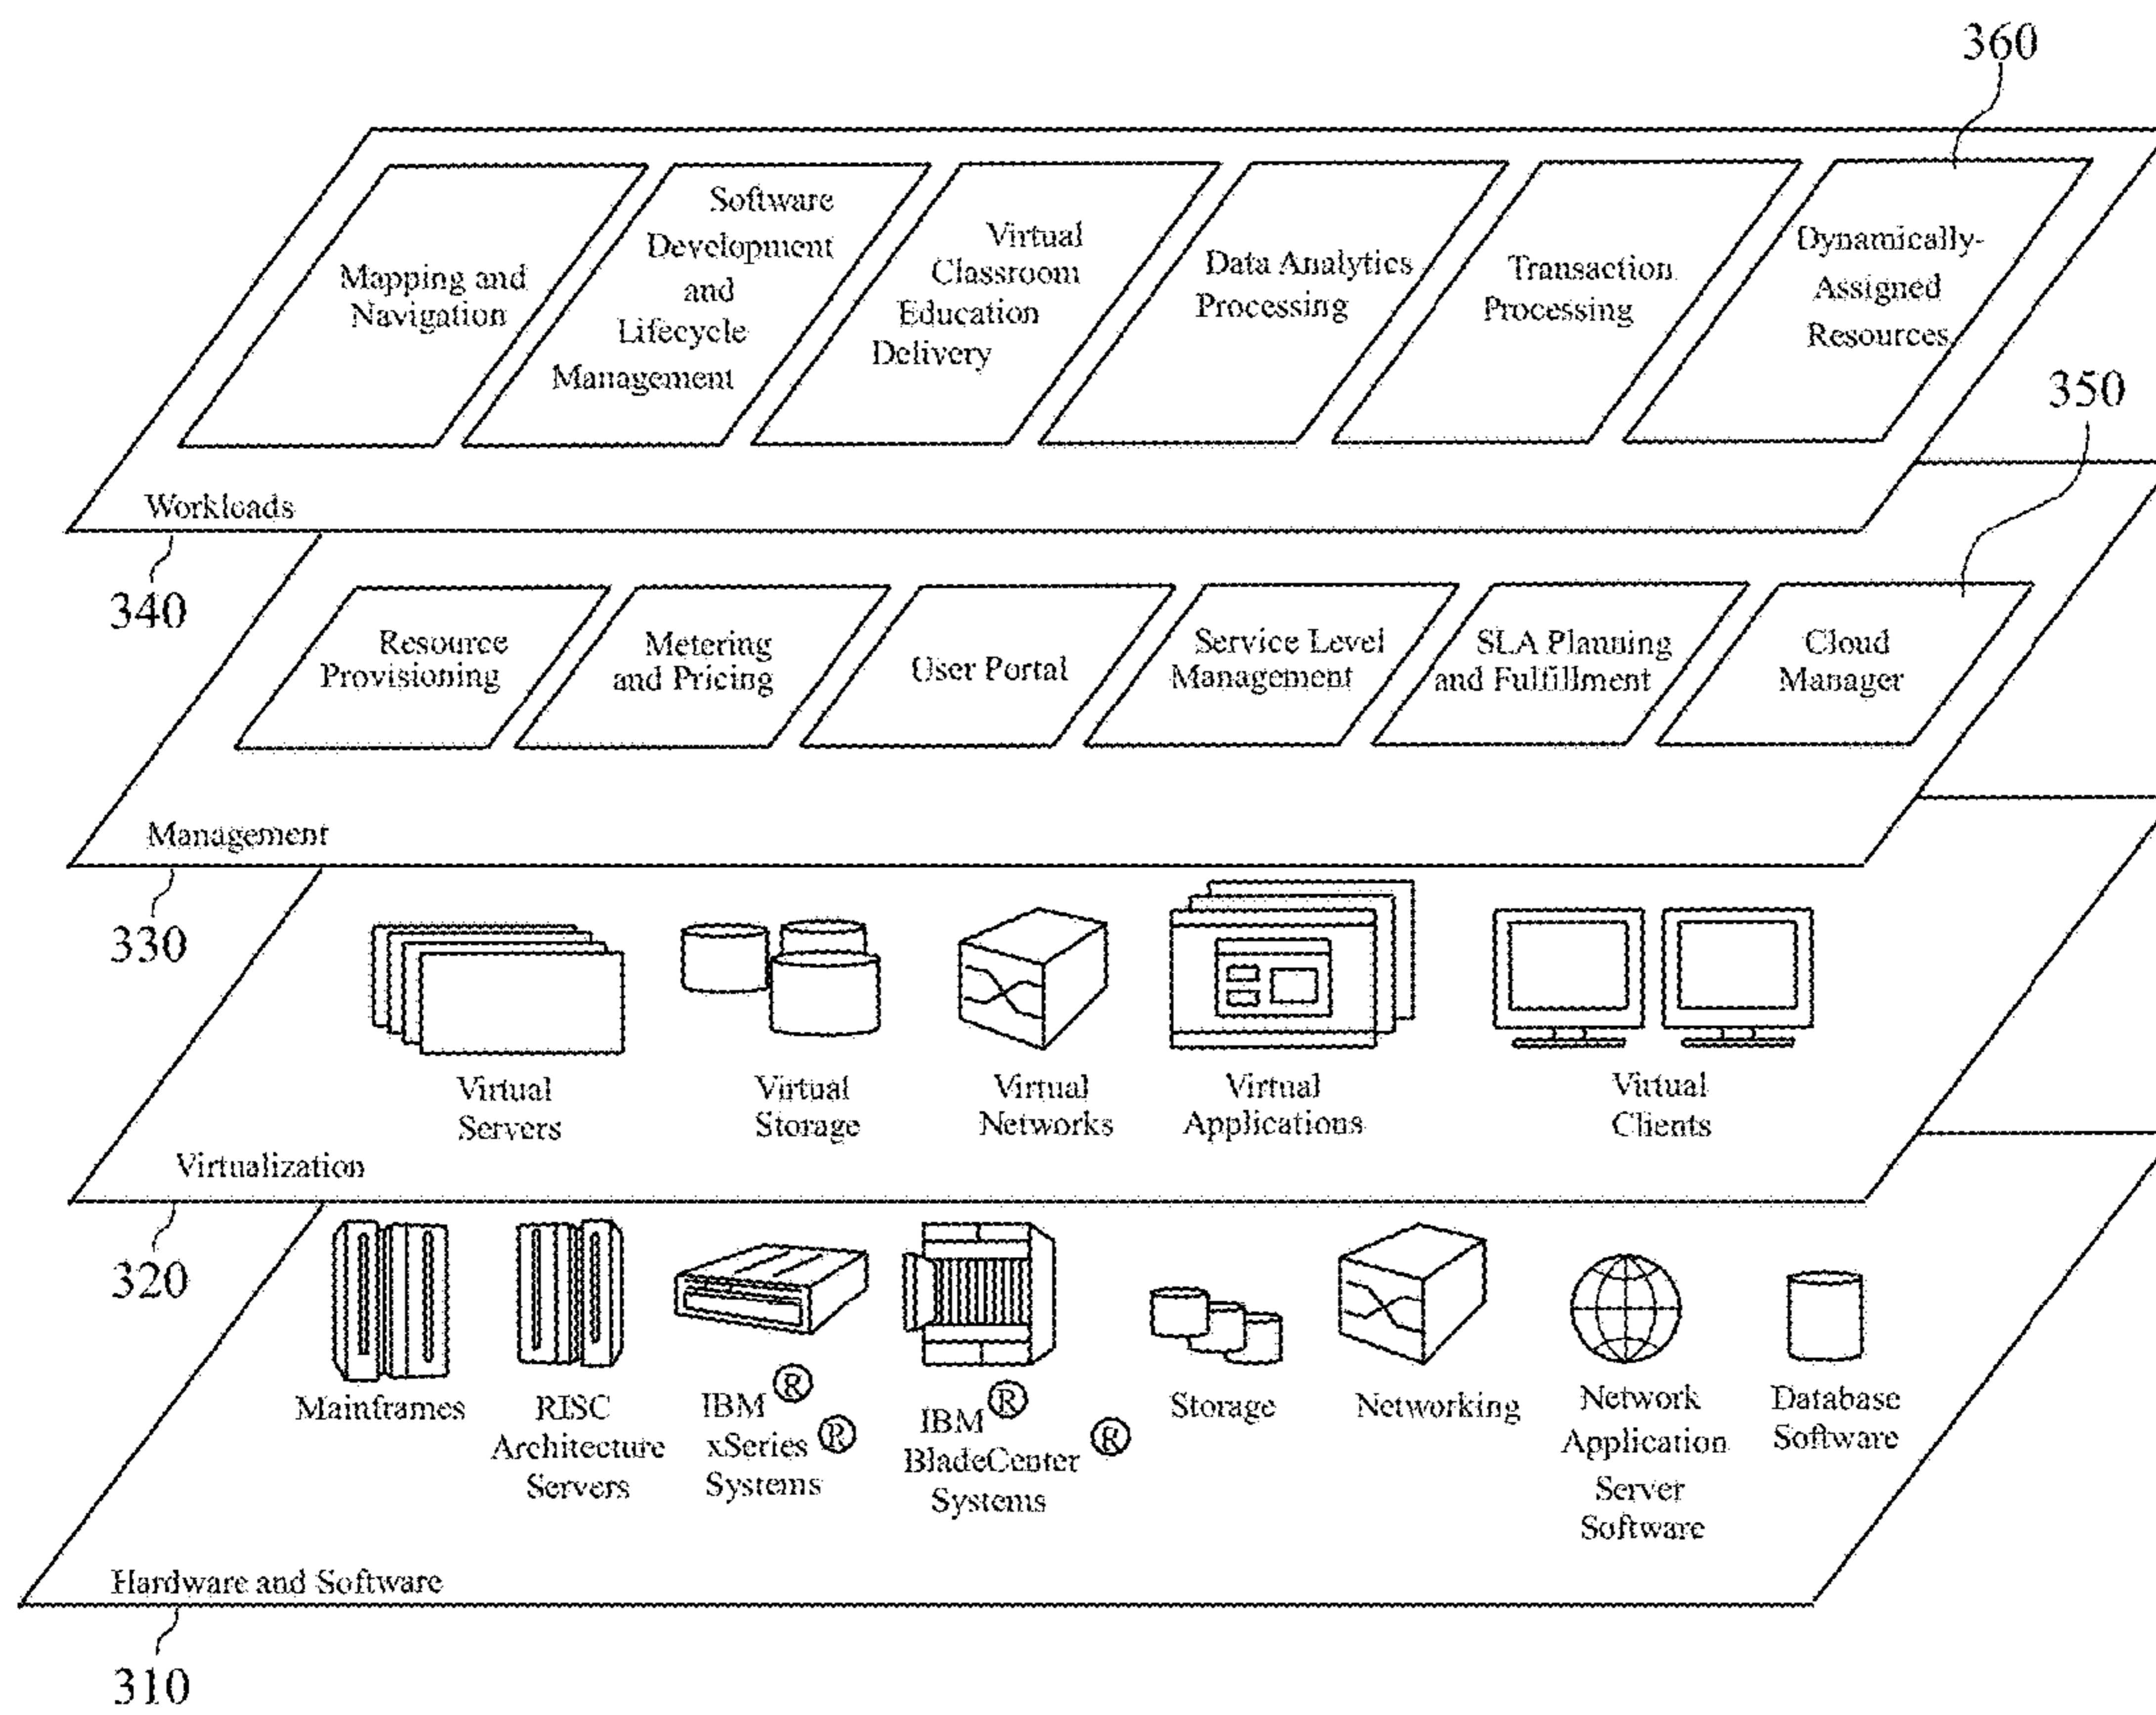 360
Mapping and
Navigation
Software
Development
and
Lifecycle
Management
Virtual
Classroom
Education
Delivery
Data Analytics
Processing
Transaction
Processing
Dynamically-
Assigned
Resources
350
Workloads
340
Resource
Provisioning
Metering
and Pricing
User Portal
Service Level
Management
SLA Planning
and Fulfillment
Cloud
Manager
Management
330
Virtual
Servers
Virtual
Storage
Virtual
Networks
Virtual
Applications
Virtual
Clients
Virtualization
320
Mainframes
RISC
Architecture
Servers
IBM®
xSeries®
Systems
IBM®
BladeCenter®
Systems
Storage
Networking
Network
Application
Server
Software
Database
Software
Hardware and Software
310